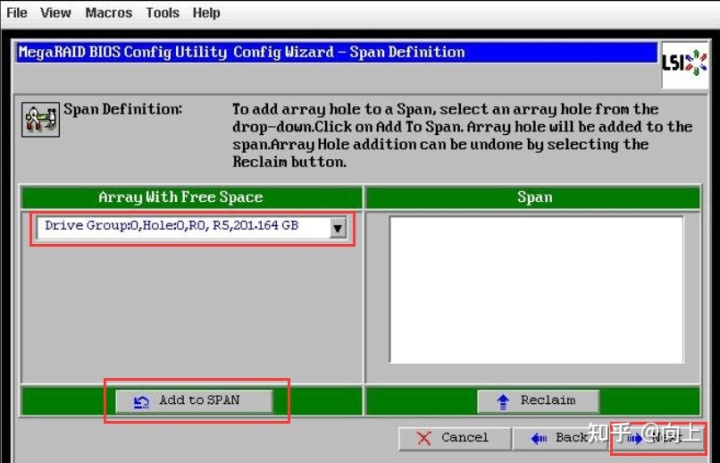 File View Macros Tools Help
MegaRAID BIOS Config Utility Config Wizard – Span Definition
LSI
Span Definition:
To add array hole to a Span, select an array hole from the
drop-down.Click on Add To Span. Array hole will be added to the
span.Array Hole addition can be undone by selecting the
Reclaim button.
Array With Free Space
Span
Drive Group:0,Hole:0,R0, R5,201.164 GB
Add to SPAN
Reclaim
Cancel
Back
Next
知乎 @向上